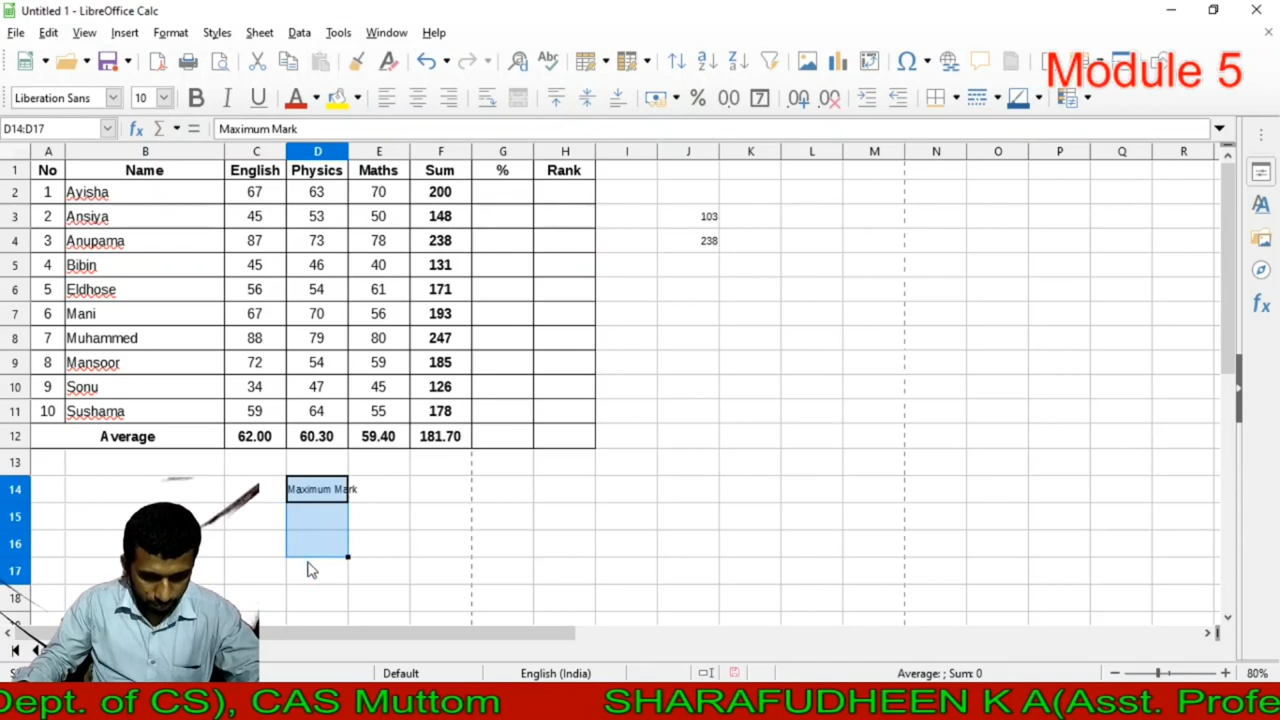 Untitled 1 - LibreOffice Calc
File Edit View Insert Format Styles Sheet Data Tools Window Help
Module 5
Liberation Sans 10
D14:D17 Maximum Mark
A B C D E F G H I J K L M N O P Q R
1 No Name English Physics Maths Sum % Rank
2 1 Ayisha 67 63 70 200
3 2 Ansiya 45 53 50 148 103
4 3 Anupama 87 73 78 238 238
5 4 Bibin 45 46 40 131
6 5 Eldhose 56 54 61 171
7 6 Mani 67 70 56 193
8 7 Muhammed 88 79 80 247
9 8 Mansoor 72 54 59 185
10 9 Sonu 34 47 45 126
11 10 Sushama 59 64 55 178
12 Average 62.00 60.30 59.40 181.70
13
14 Maximum Mark
15
16
17
18
Default English (India) Average: ; Sum: 0 80%
Dept. of CS), CAS Muttom SHARAFUDHEEN K A(Asst. Profe